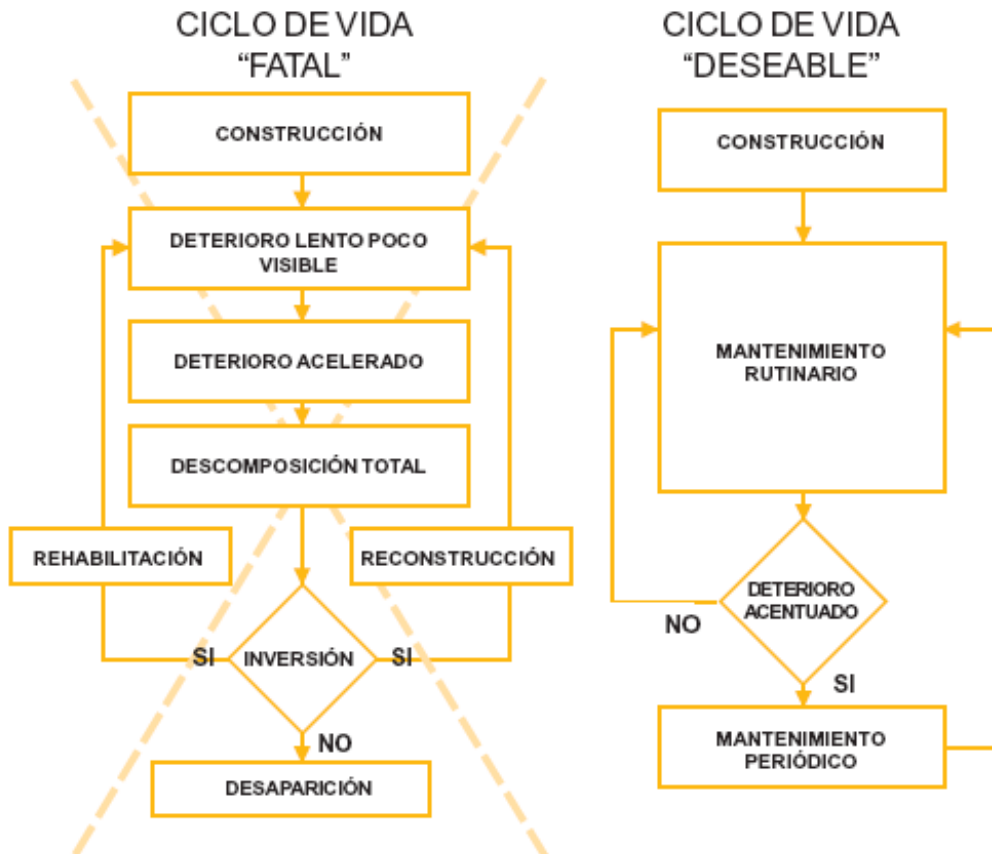 CICLO DE VIDA
“FATAL”
CONSTRUCCIÓN
DETERIORO LENTO POCO
VISIBLE
DETERIORO ACELERADO
DESCOMPOSICIÓN TOTAL
REHABILITACIÓN
RECONSTRUCCIÓN
SI
INVERSIÓN
SI
NO
DESAPARICIÓN
CICLO DE VIDA
“DESEABLE”
CONSTRUCCIÓN
MANTENIMIENTO
RUTINARIO
DETERIORO
ACENTUADO
NO
SI
MANTENIMIENTO
PERIÓDICO